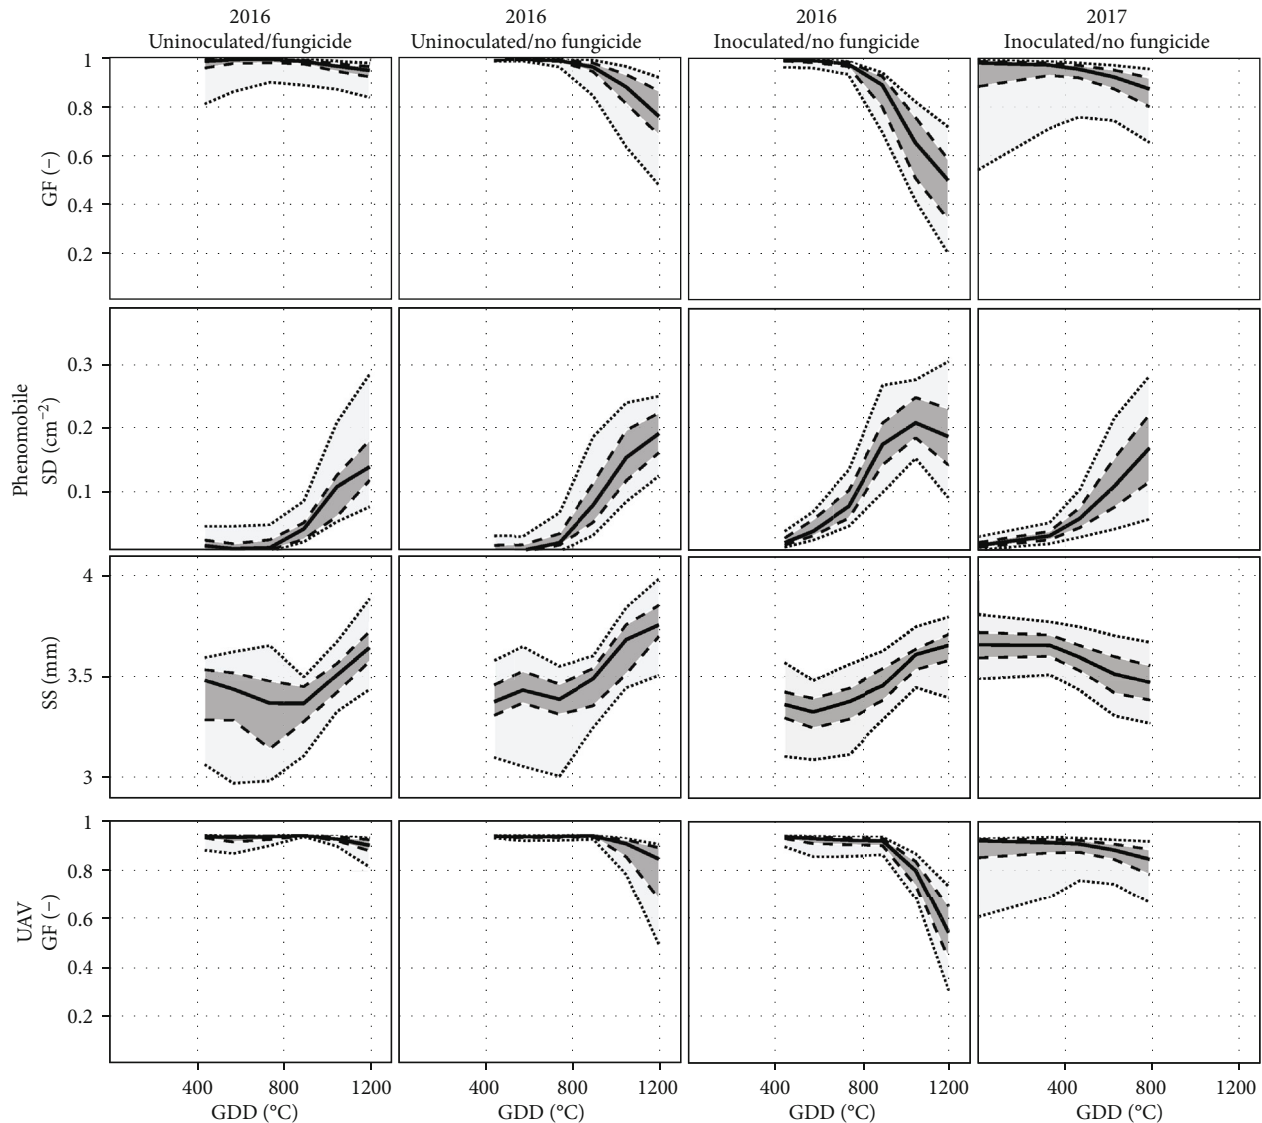 2016
Uninoculated/fungicide
2016
Uninoculated/no fungicide
2016
Inoculated/no fungicide
2017
Inoculated/no fungicide
1
0.8
0.6
0.4
0.2
GF (−)
0.3
0.2
0.1
Phenomobile
SD (cm⁻²)
4
3.5
3
SS (mm)
1
0.8
0.6
0.4
0.2
UAV
GF (−)
400 800 1200
GDD (°C)
400 800 1200
GDD (°C)
400 800 1200
GDD (°C)
400 800 1200
GDD (°C)